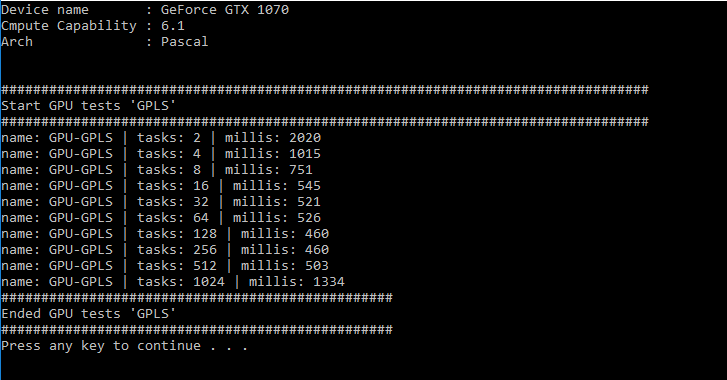 Device name       : GeForce GTX 1070
Cmpute Capability : 6.1
Arch              : Pascal
#################################################################################
Start GPU tests 'GPLS'
#################################################################################
name: GPU-GPLS | tasks: 2 | millis: 2020
name: GPU-GPLS | tasks: 4 | millis: 1015
name: GPU-GPLS | tasks: 8 | millis: 751
name: GPU-GPLS | tasks: 16 | millis: 545
name: GPU-GPLS | tasks: 32 | millis: 521
name: GPU-GPLS | tasks: 64 | millis: 526
name: GPU-GPLS | tasks: 128 | millis: 460
name: GPU-GPLS | tasks: 256 | millis: 460
name: GPU-GPLS | tasks: 512 | millis: 503
name: GPU-GPLS | tasks: 1024 | millis: 1334
#################################################
Ended GPU tests 'GPLS'
#################################################
Press any key to continue . . .